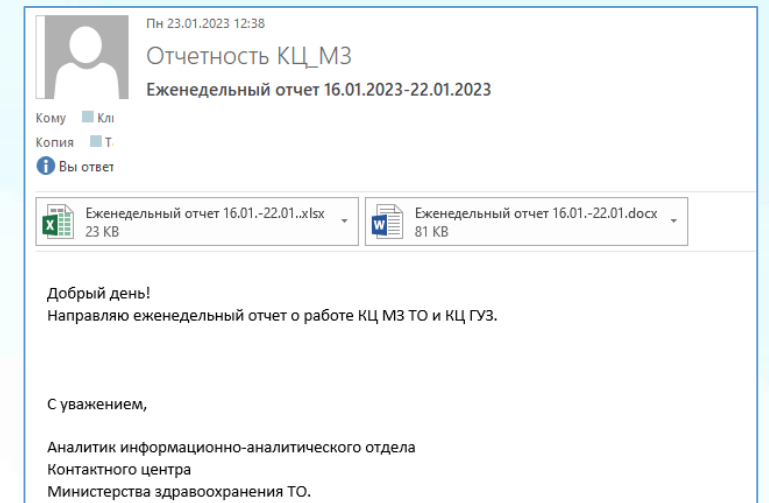 Пн 23.01.2023 12:38
Отчетность КЦ_МЗ
Еженедельный отчет 16.01.2023-22.01.2023
Кому
Копия
Вы ответ
Еженедельный отчет 16.01.-22.01..xlsx
23 KB
Еженедельный отчет 16.01.-22.01.docx
81 KB
Добрый день!
Направляю еженедельный отчет о работе КЦ МЗ ТО и КЦ ГУЗ.
С уважением,
Аналитик информационно-аналитического отдела
Контактного центра
Министерства здравоохранения ТО.